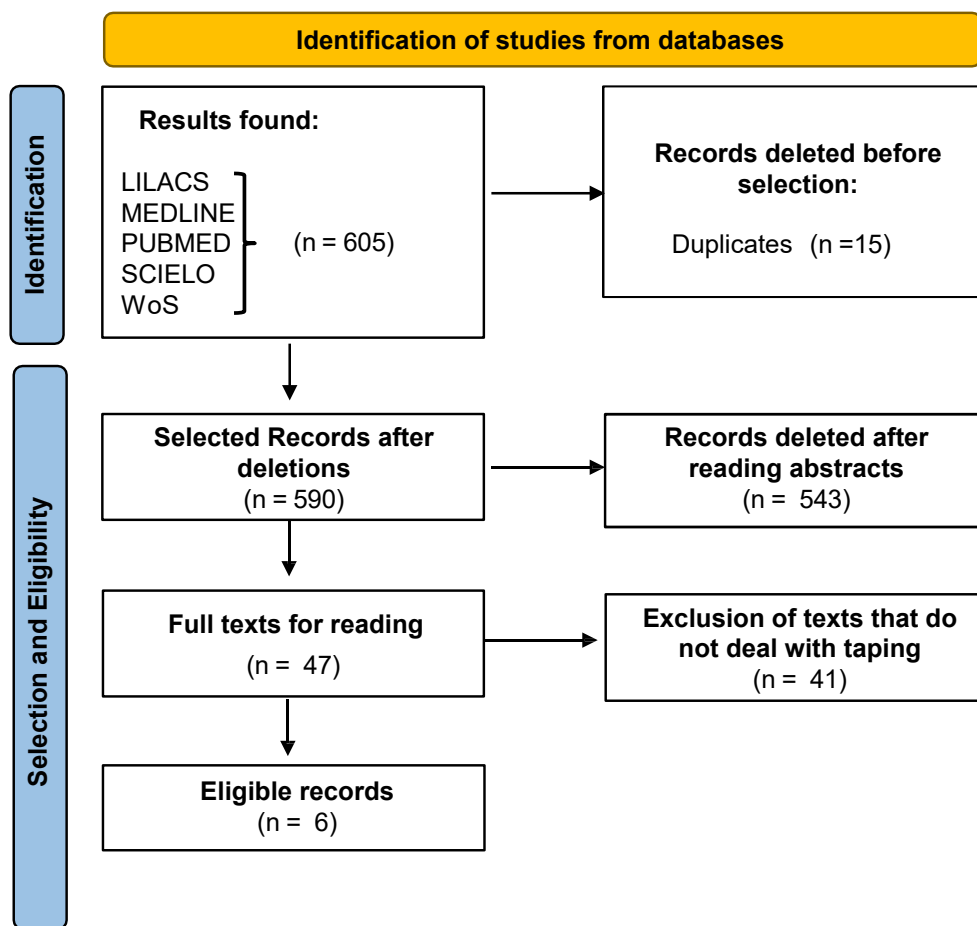 Identification of studies from databases
Identification
Results found:
LILACS
MEDLINE
PUBMED
SCIELO
WoS
(n = 605)
Records deleted before
selection:
Duplicates (n =15)
Selection and Eligibility
Selected Records after
deletions
(n = 590)
Records deleted after
reading abstracts
(n = 543)
Full texts for reading
(n = 47)
Exclusion of texts that do
not deal with taping
(n = 41)
Eligible records
(n = 6)